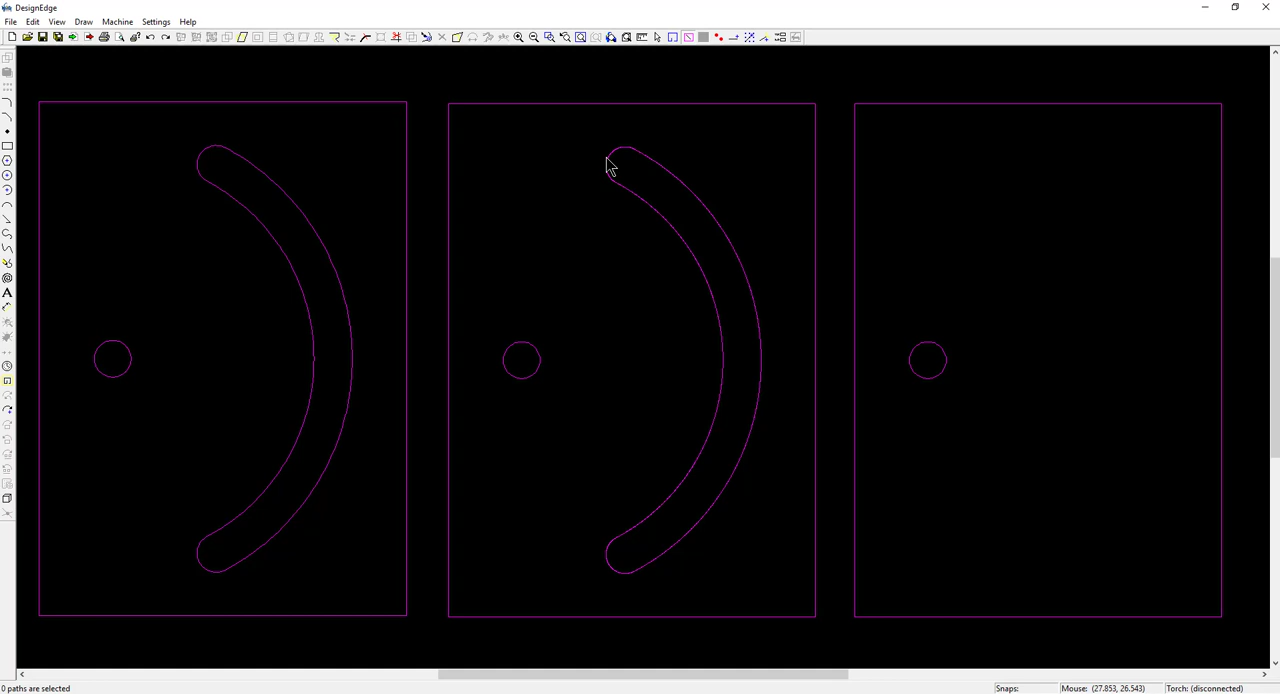 DesignEdge
File Edit View Draw Machine Settings Help
A
0 paths are selected
Snaps:
Mouse: (27.853, 26.543)
Torch: (disconnected)